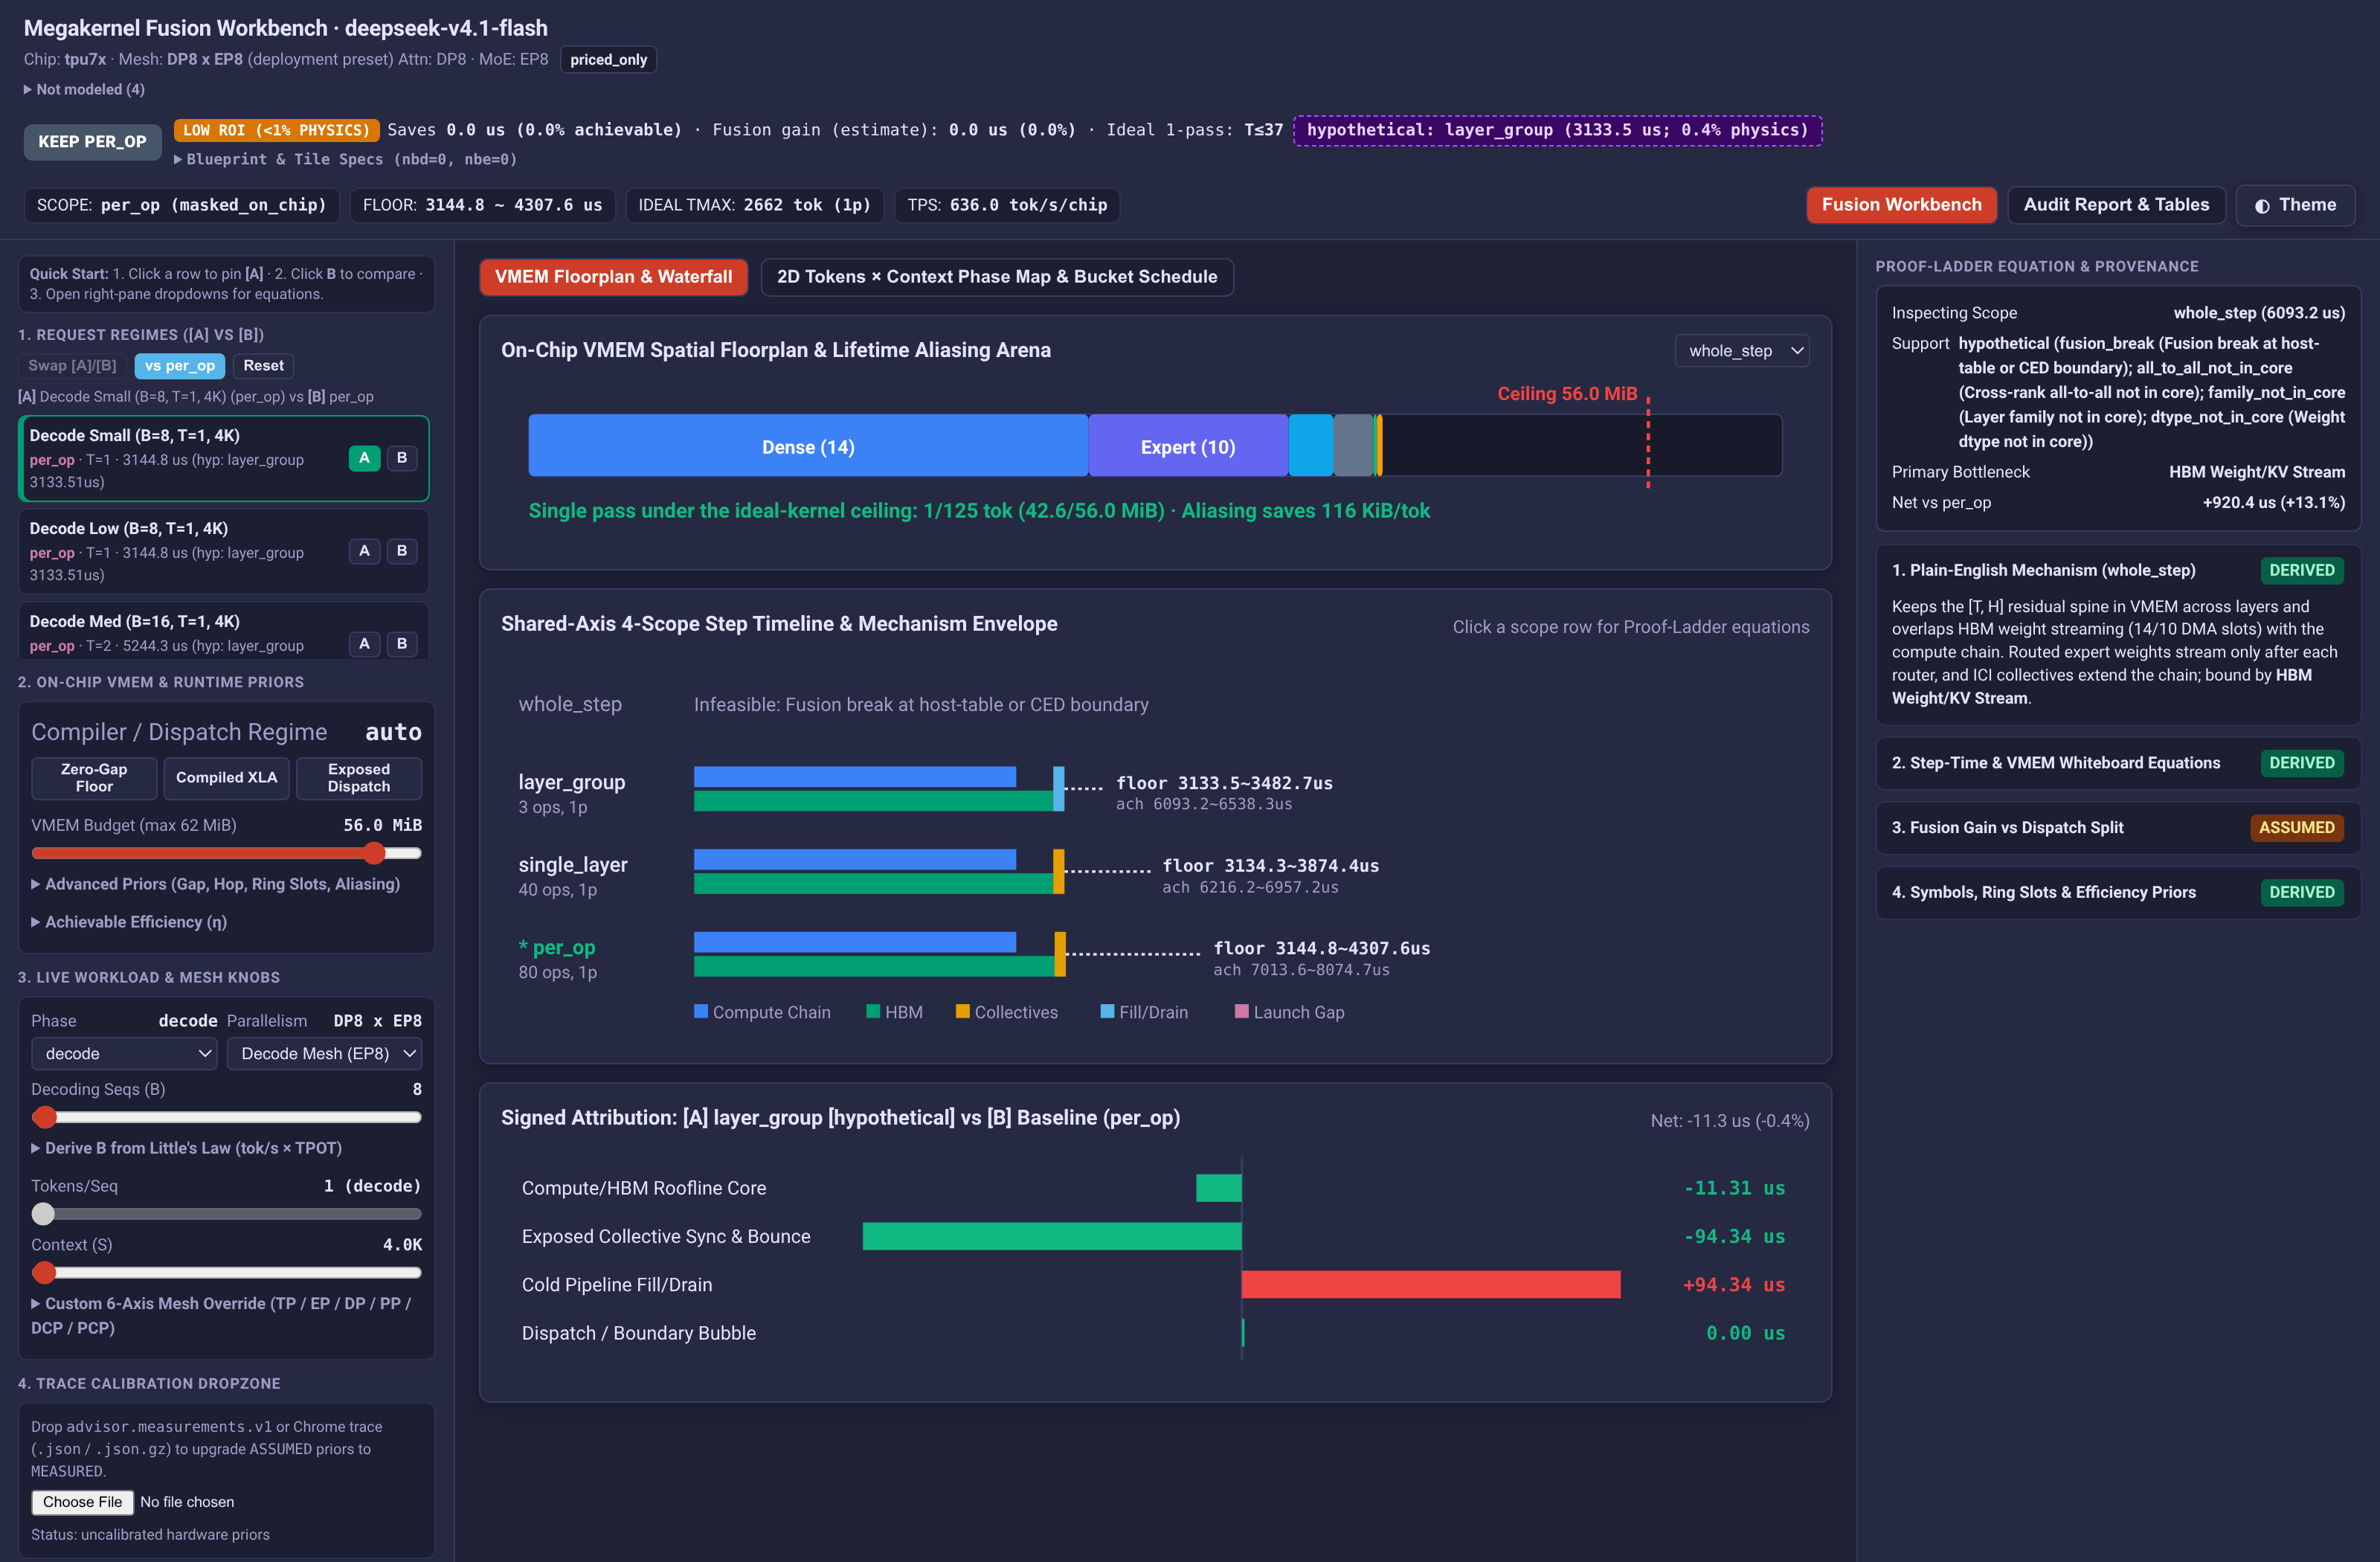 Megakernel Fusion Workbench · deepseek-v4.1-flash
Chip: tpu7x · Mesh: DP8 x EP8 (deployment preset) Attn: DP8 · MoE: EP8 priced_only
▶ Not modeled (4)
KEEP PER_OP
LOW ROI (<1% PHYSICS) Saves 0.0 us (0.0% achievable) · Fusion gain (estimate): 0.0 us (0.0%) · Ideal 1-pass: T≤37 hypothetical: layer_group (3133.5 us; 0.4% physics)
▶ Blueprint & Tile Specs (nbd=0, nbe=0)
SCOPE: per_op (masked_on_chip) FLOOR: 3144.8 ~ 4307.6 us IDEAL TMAX: 2662 tok (1p) TPS: 636.0 tok/s/chip
Fusion Workbench Audit Report & Tables ◐ Theme
Quick Start: 1. Click a row to pin [A] · 2. Click B to compare ·
3. Open right-pane dropdowns for equations.
1. REQUEST REGIMES ([A] VS [B])
Swap [A]/[B] vs per_op Reset
[A] Decode Small (B=8, T=1, 4K) (per_op) vs [B] per_op
Decode Small (B=8, T=1, 4K)
per_op · T=1 · 3144.8 us (hyp: layer_group
3133.51us)
A B
Decode Low (B=8, T=1, 4K)
per_op · T=1 · 3144.8 us (hyp: layer_group
3133.51us)
A B
Decode Med (B=16, T=1, 4K)
per_op · T=2 · 5244.3 us (hyp: layer_group
A B
2. ON-CHIP VMEM & RUNTIME PRIORS
Compiler / Dispatch Regime auto
Zero-Gap
Floor
Compiled XLA
Exposed
Dispatch
VMEM Budget (max 62 MiB) 56.0 MiB
▶ Advanced Priors (Gap, Hop, Ring Slots, Aliasing)
▶ Achievable Efficiency (η)
3. LIVE WORKLOAD & MESH KNOBS
Phase decode Parallelism DP8 x EP8
decode Decode Mesh (EP8)
Decoding Seqs (B) 8
▶ Derive B from Little's Law (tok/s × TPOT)
Tokens/Seq 1 (decode)
Context (S) 4.0K
▶ Custom 6-Axis Mesh Override (TP / EP / DP / PP /
DCP / PCP)
4. TRACE CALIBRATION DROPZONE
Drop advisor.measurements.v1 or Chrome trace
(.json / .json.gz) to upgrade ASSUMED priors to
MEASURED.
Choose File No file chosen
Status: uncalibrated hardware priors
VMEM Floorplan & Waterfall 2D Tokens × Context Phase Map & Bucket Schedule
On-Chip VMEM Spatial Floorplan & Lifetime Aliasing Arena whole_step
Ceiling 56.0 MiB
Dense (14) Expert (10)
Single pass under the ideal-kernel ceiling: 1/125 tok (42.6/56.0 MiB) · Aliasing saves 116 KiB/tok
Shared-Axis 4-Scope Step Timeline & Mechanism Envelope Click a scope row for Proof-Ladder equations
whole_step Infeasible: Fusion break at host-table or CED boundary
layer_group floor 3133.5~3482.7us
3 ops, 1p ach 6093.2~6538.3us
single_layer floor 3134.3~3874.4us
40 ops, 1p ach 6216.2~6957.2us
* per_op floor 3144.8~4307.6us
80 ops, 1p ach 7013.6~8074.7us
Compute Chain HBM Collectives Fill/Drain Launch Gap
Signed Attribution: [A] layer_group [hypothetical] vs [B] Baseline (per_op) Net: -11.3 us (-0.4%)
Compute/HBM Roofline Core -11.31 us
Exposed Collective Sync & Bounce -94.34 us
Cold Pipeline Fill/Drain +94.34 us
Dispatch / Boundary Bubble 0.00 us
PROOF-LADDER EQUATION & PROVENANCE
Inspecting Scope whole_step (6093.2 us)
Support hypothetical (fusion_break (Fusion break at host-
table or CED boundary); all_to_all_not_in_core
(Cross-rank all-to-all not in core); family_not_in_core
(Layer family not in core); dtype_not_in_core (Weight
dtype not in core))
Primary Bottleneck HBM Weight/KV Stream
Net vs per_op +920.4 us (+13.1%)
1. Plain-English Mechanism (whole_step) DERIVED
Keeps the [T, H] residual spine in VMEM across layers and
overlaps HBM weight streaming (14/10 DMA slots) with the
compute chain. Routed expert weights stream only after each
router, and ICI collectives extend the chain; bound by HBM
Weight/KV Stream.
2. Step-Time & VMEM Whiteboard Equations DERIVED
3. Fusion Gain vs Dispatch Split ASSUMED
4. Symbols, Ring Slots & Efficiency Priors DERIVED